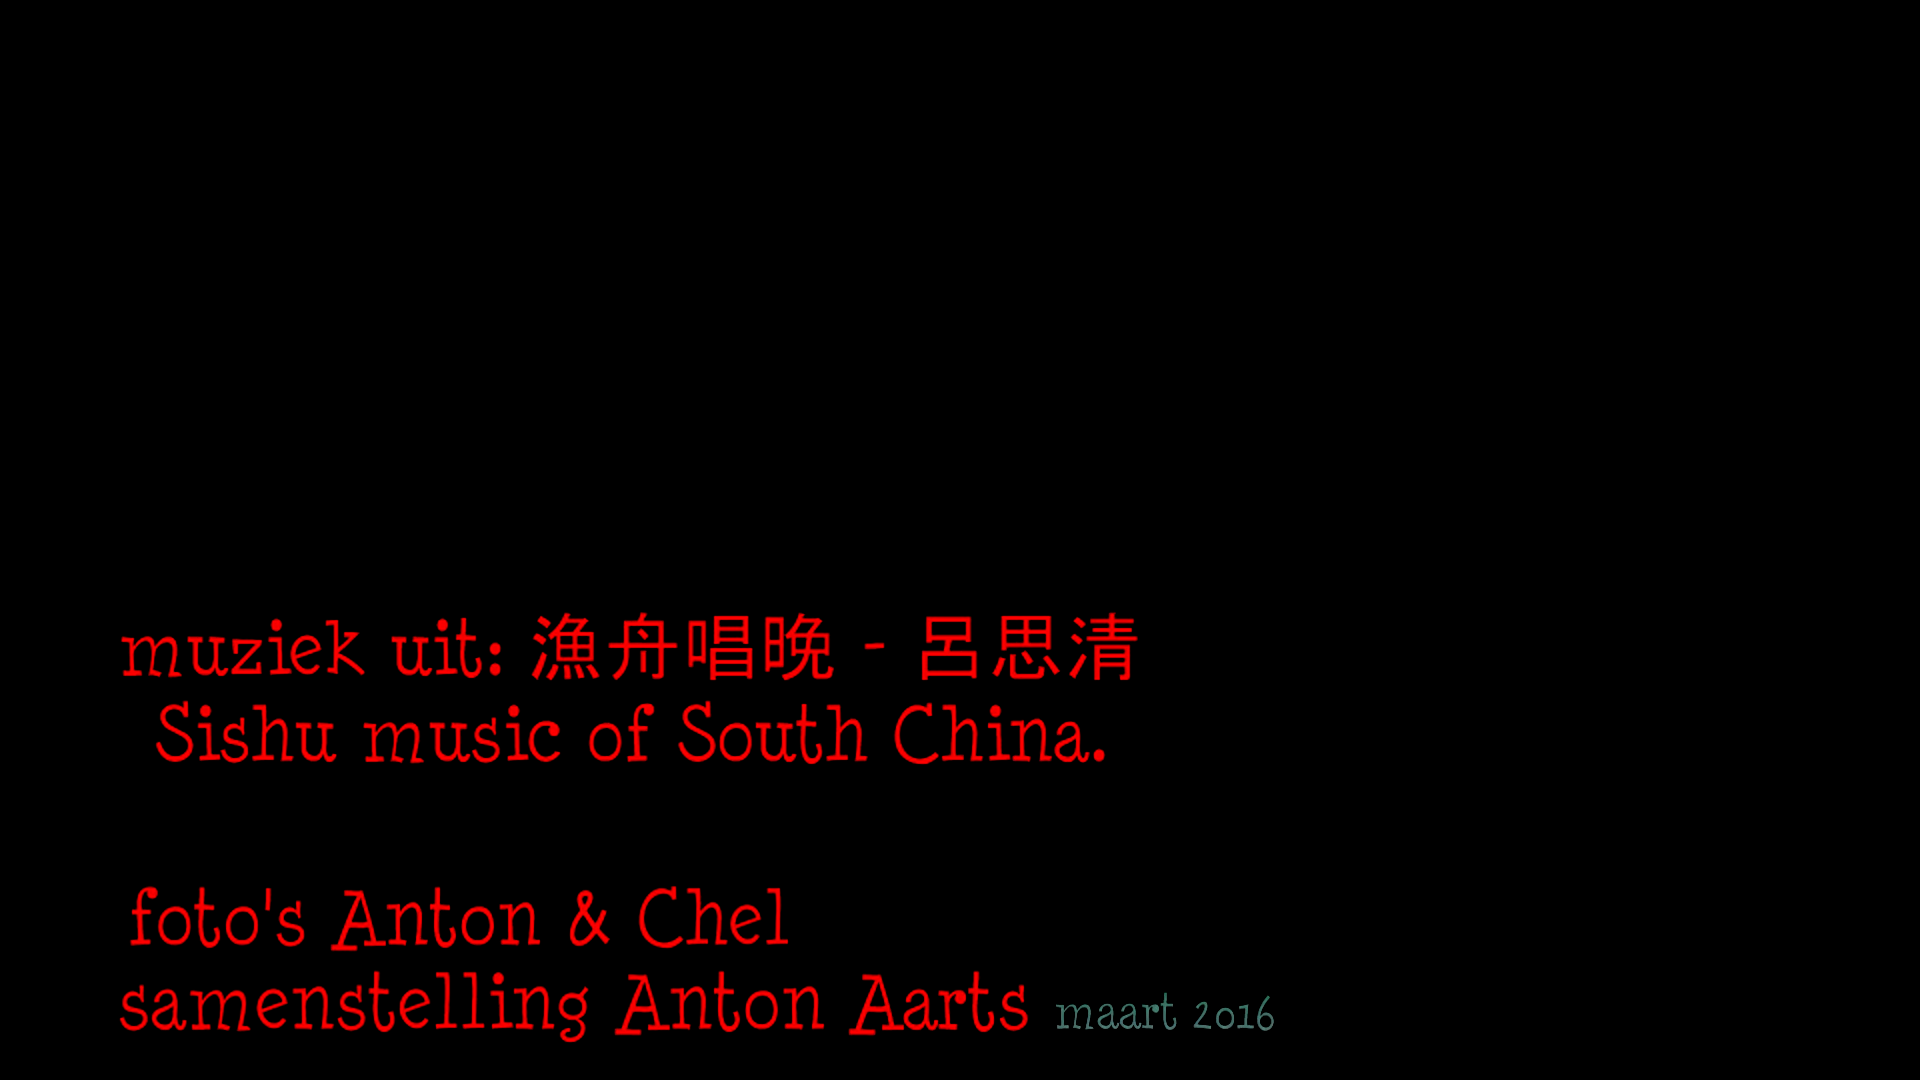 muziek uit: 漁舟唱晚 - 呂思清
Sishu music of South China.
foto's Anton & Chel
samenstelling Anton Aarts maart 2016